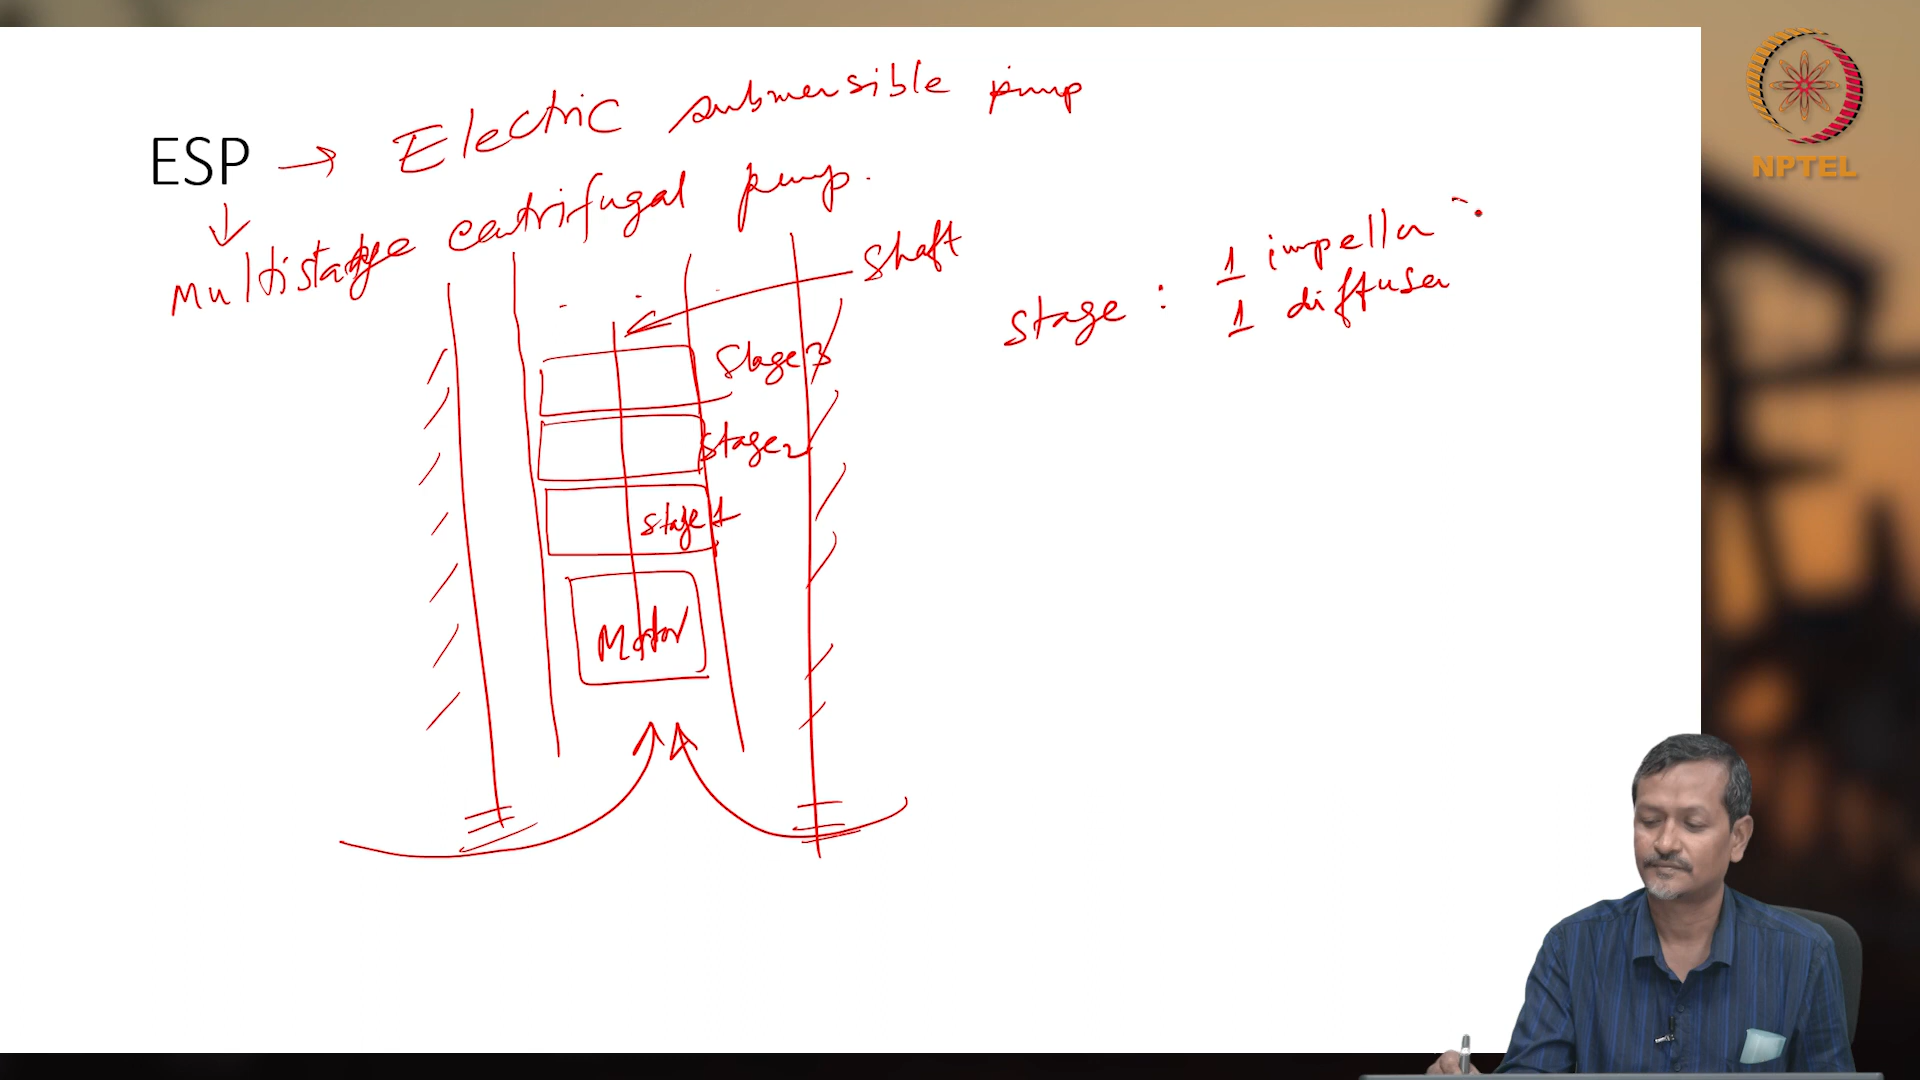 ESP → Electric submersible pump
↓
Multistage centrifugal pump.
Shaft
Stage 3
Stage 2
Stage 1
Motor
Stage : 1 impeller
1 diffuser
NPTEL